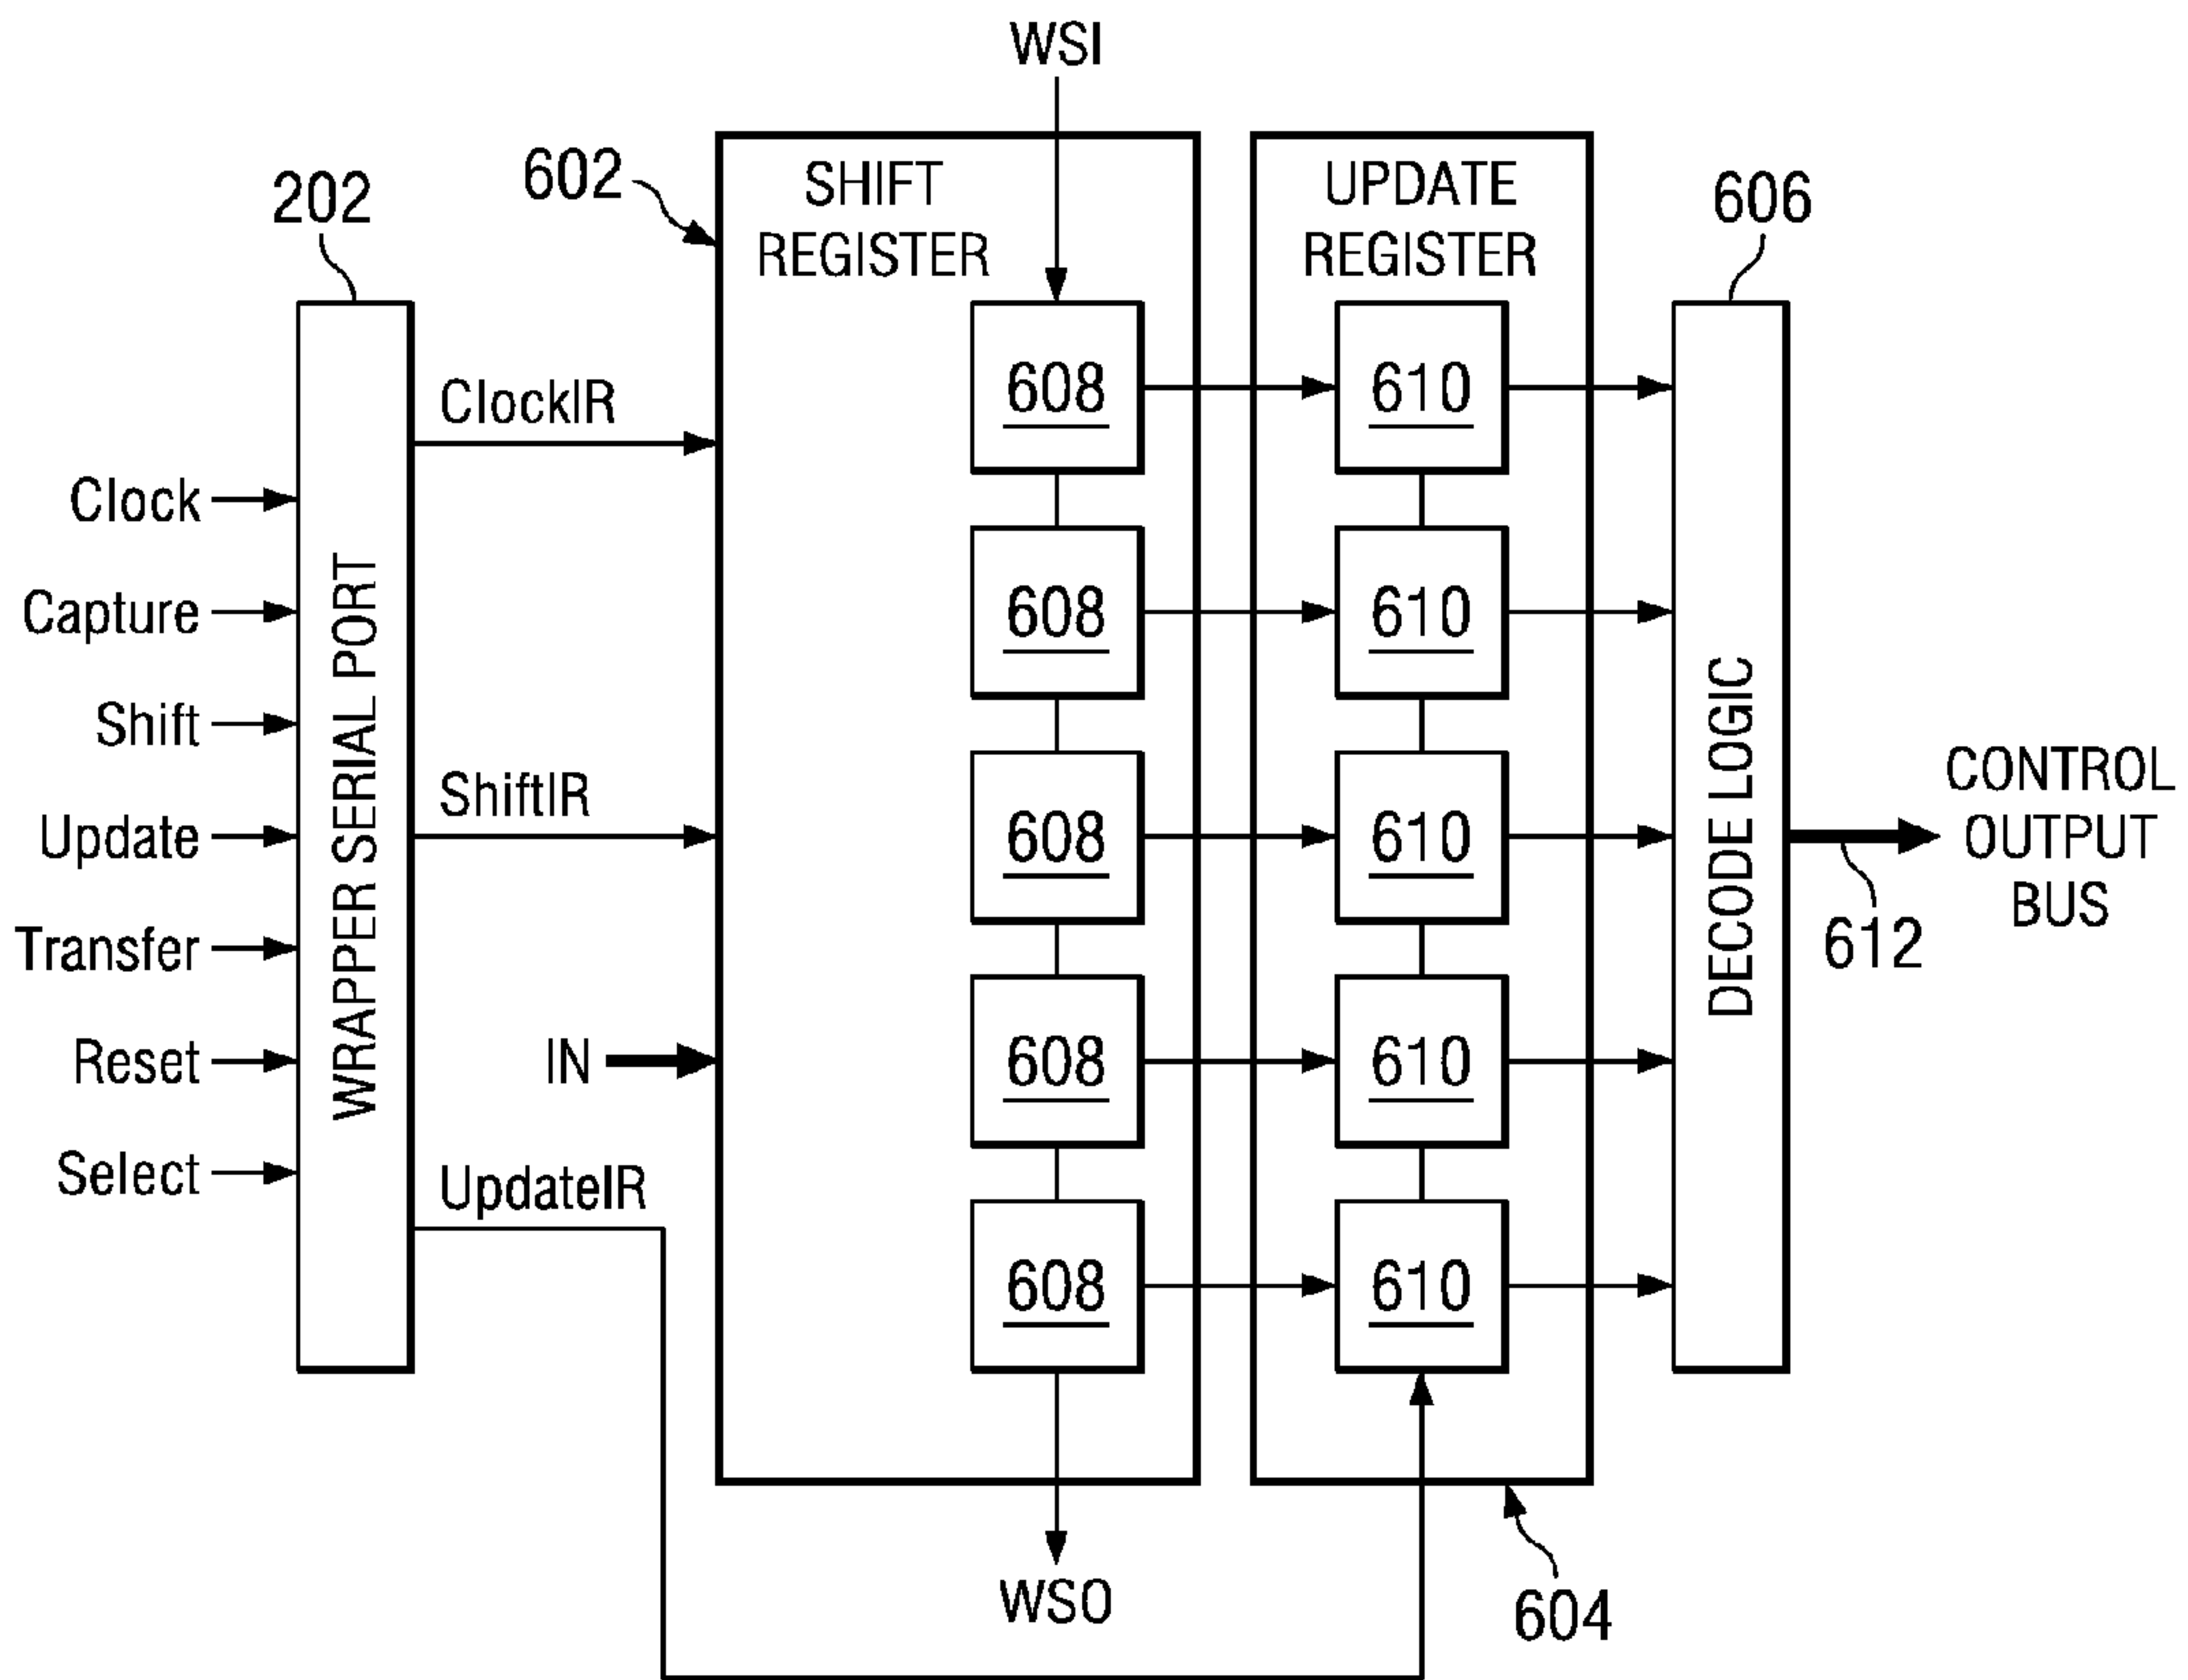 WSI
602
SHIFT
REGISTER
UPDATE
REGISTER
202
606
ClockIR
608
610
Clock
Capture
608
610
Shift
ShiftIR
Update
608
610
Transfer
WRAPPER SERIAL PORT
DECODE LOGIC
CONTROL
OUTPUT
BUS
612
Reset
IN
608
610
Select
UpdateIR
608
610
WSO
604